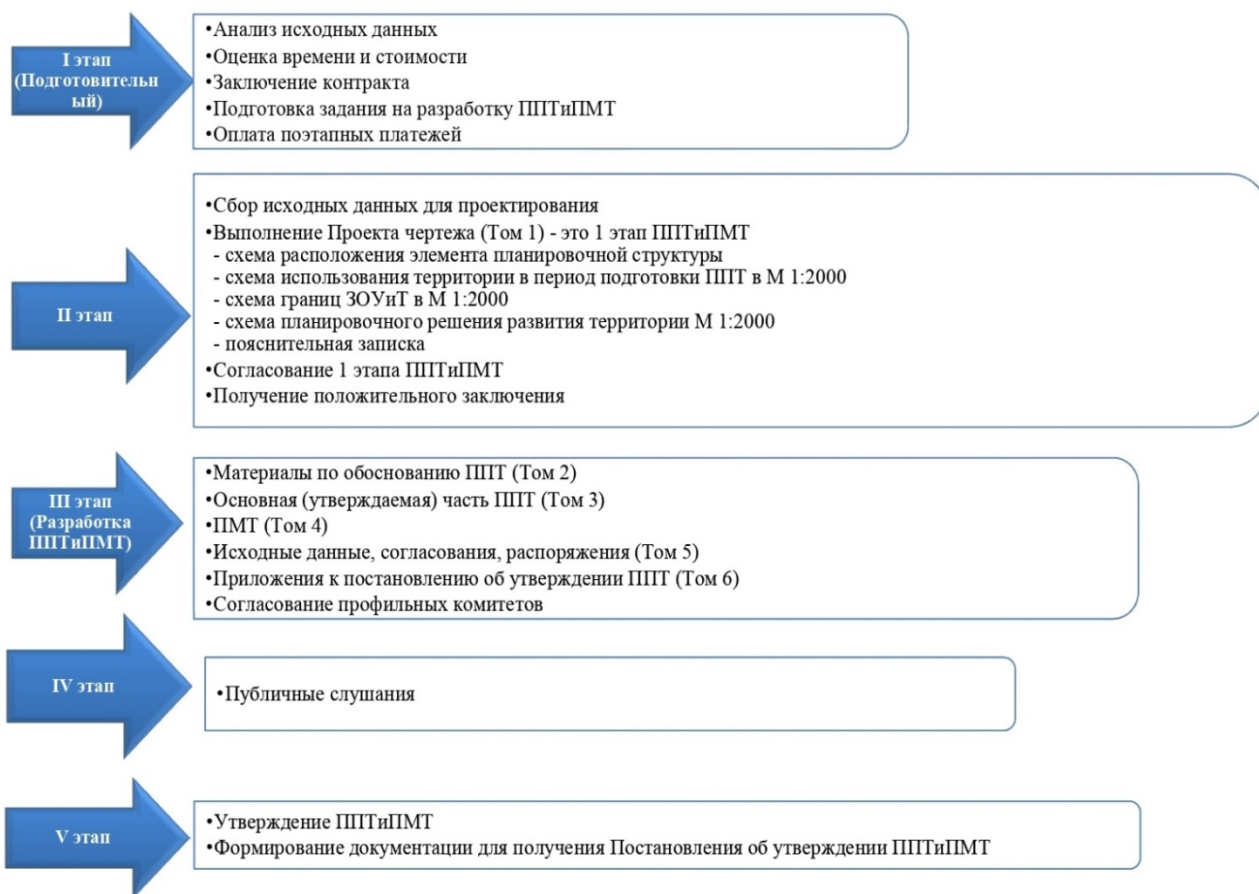 I этап
(Подготовительн
ый)
•Анализ исходных данных
•Оценка времени и стоимости
•Заключение контракта
•Подготовка задания на разработку ППТиПМТ
•Оплата поэтапных платежей
II этап
•Сбор исходных данных для проектирования
•Выполнение Проекта чертежа (Том 1) - это 1 этап ППТиПМТ
- схема расположения элемента планировочной структуры
- схема использования территории в период подготовки ППТ в М 1:2000
- схема границ ЗОУиТ в М 1:2000
- схема планировочного решения развития территории М 1:2000
- пояснительная записка
•Согласование 1 этапа ППТиПМТ
•Получение положительного заключения
III этап
(Разработка
ППТиПМТ)
•Материалы по обоснованию ППТ (Том 2)
•Основная (утверждаемая) часть ППТ (Том 3)
•ПМТ (Том 4)
•Исходные данные, согласования, распоряжения (Том 5)
•Приложения к постановлению об утверждении ППТ (Том 6)
•Согласование профильных комитетов
IV этап
•Публичные слушания
V этап
•Утверждение ППТиПМТ
•Формирование документации для получения Постановления об утверждении ППТиПМТ